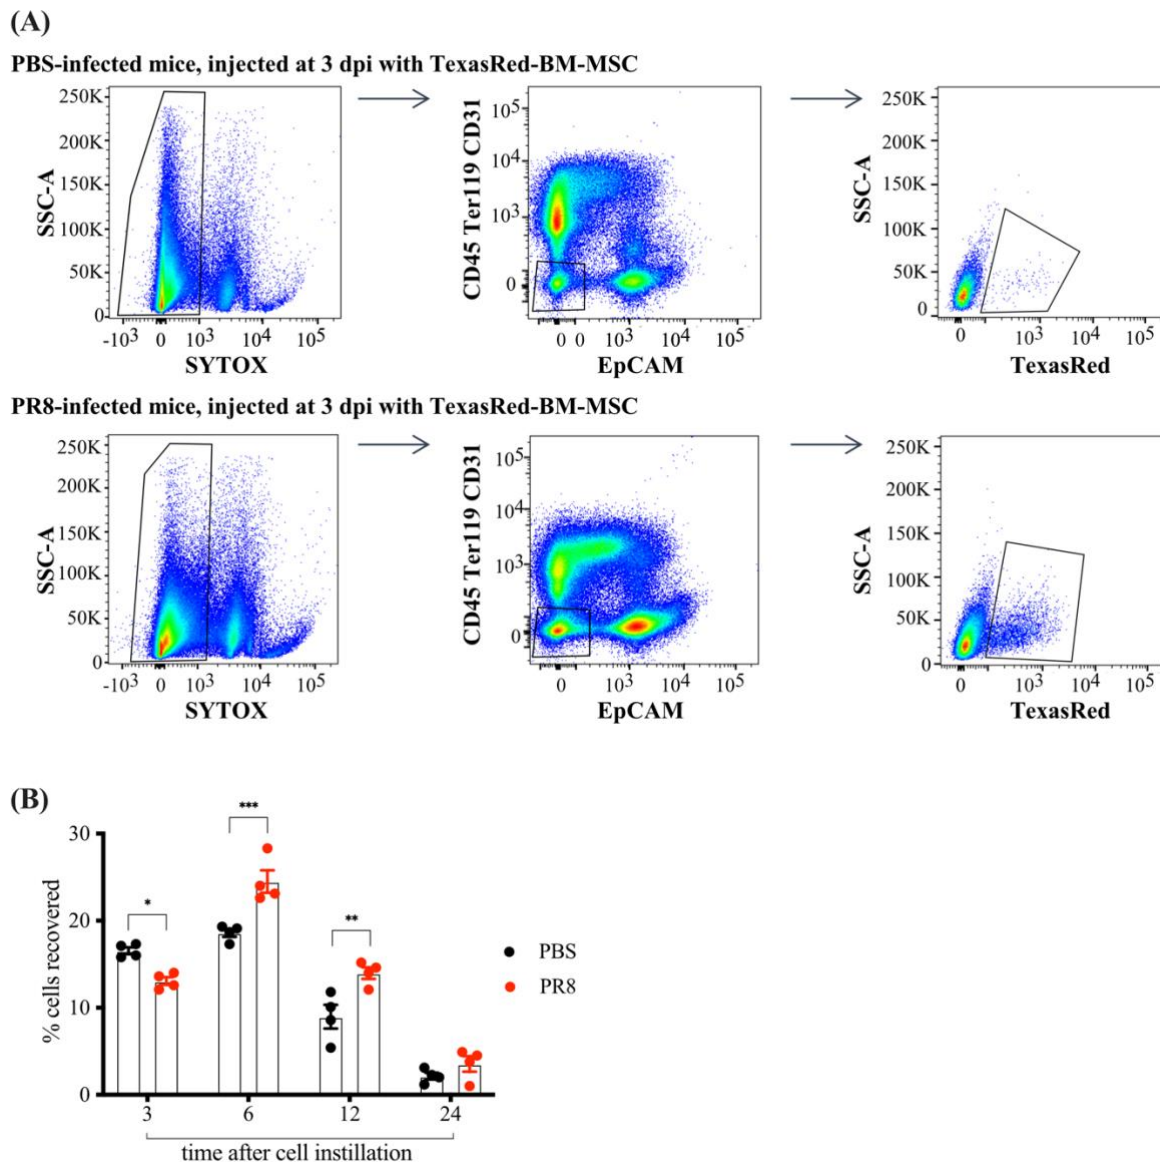 (A)
PBS-infected mice, injected at 3 dpi with TexasRed-BM-MSC
250K
200K
150K
100K
50K
0
SSC-A
-10³ 0 10³ 10⁴ 10⁵
SYTOX
10⁵
10⁴
10³
0
CD45 Ter119 CD31
0 0 10³ 10⁴ 10⁵
EpCAM
250K
200K
150K
100K
50K
0
SSC-A
0 10³ 10⁴ 10⁵
TexasRed
PR8-infected mice, injected at 3 dpi with TexasRed-BM-MSC
250K
200K
150K
100K
50K
0
SSC-A
-10³ 0 10³ 10⁴ 10⁵
SYTOX
10⁵
10⁴
10³
0
CD45 Ter119 CD31
0 10³ 10⁴ 10⁵
EpCAM
250K
200K
150K
100K
50K
0
SSC-A
0 10³ 10⁴ 10⁵
TexasRed
(B)
30
20
10
0
% cells recovered
*
***
**
PBS
PR8
3 6 12 24
time after cell instillation